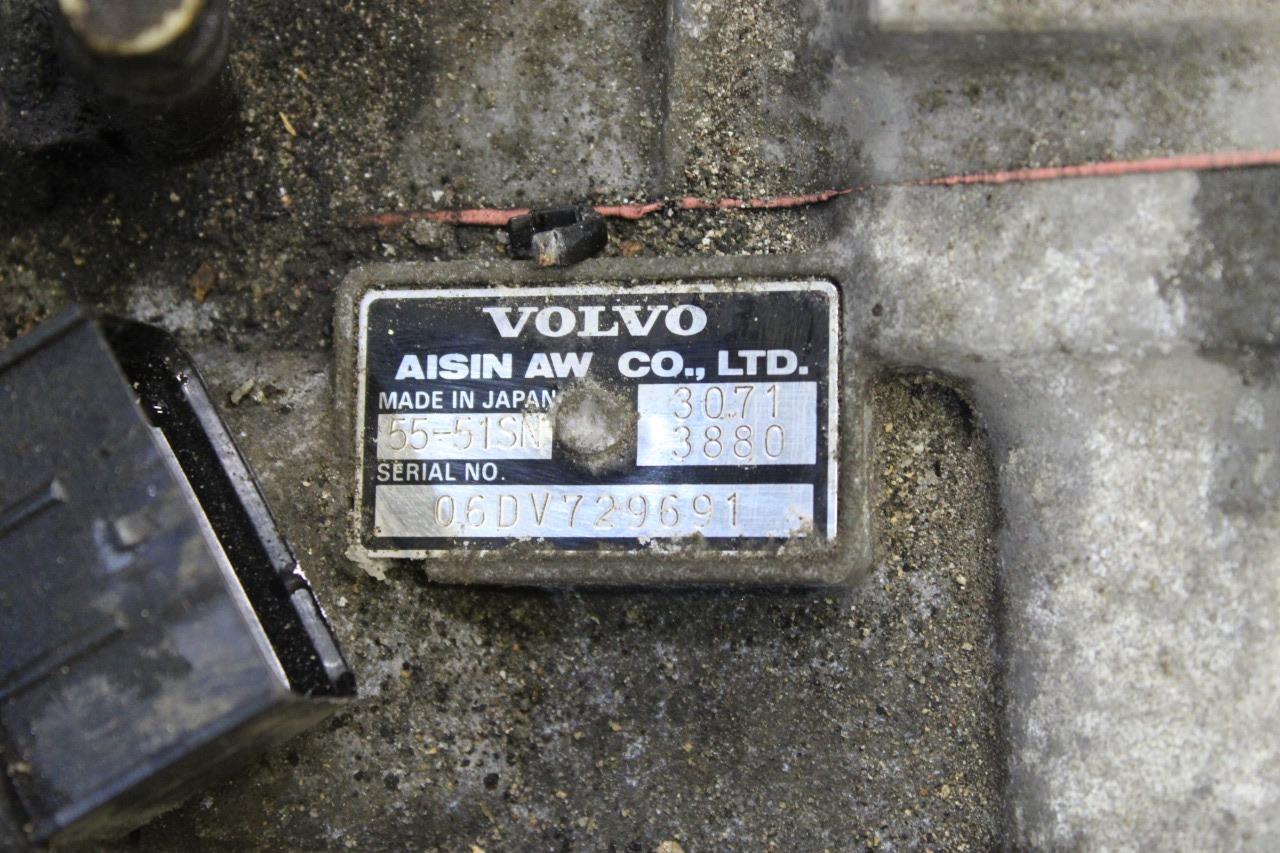 VOLVO
AISIN AW CO., LTD.
MADE IN JAPAN 3071
55-51SN 3880
SERIAL NO.
06DV729691